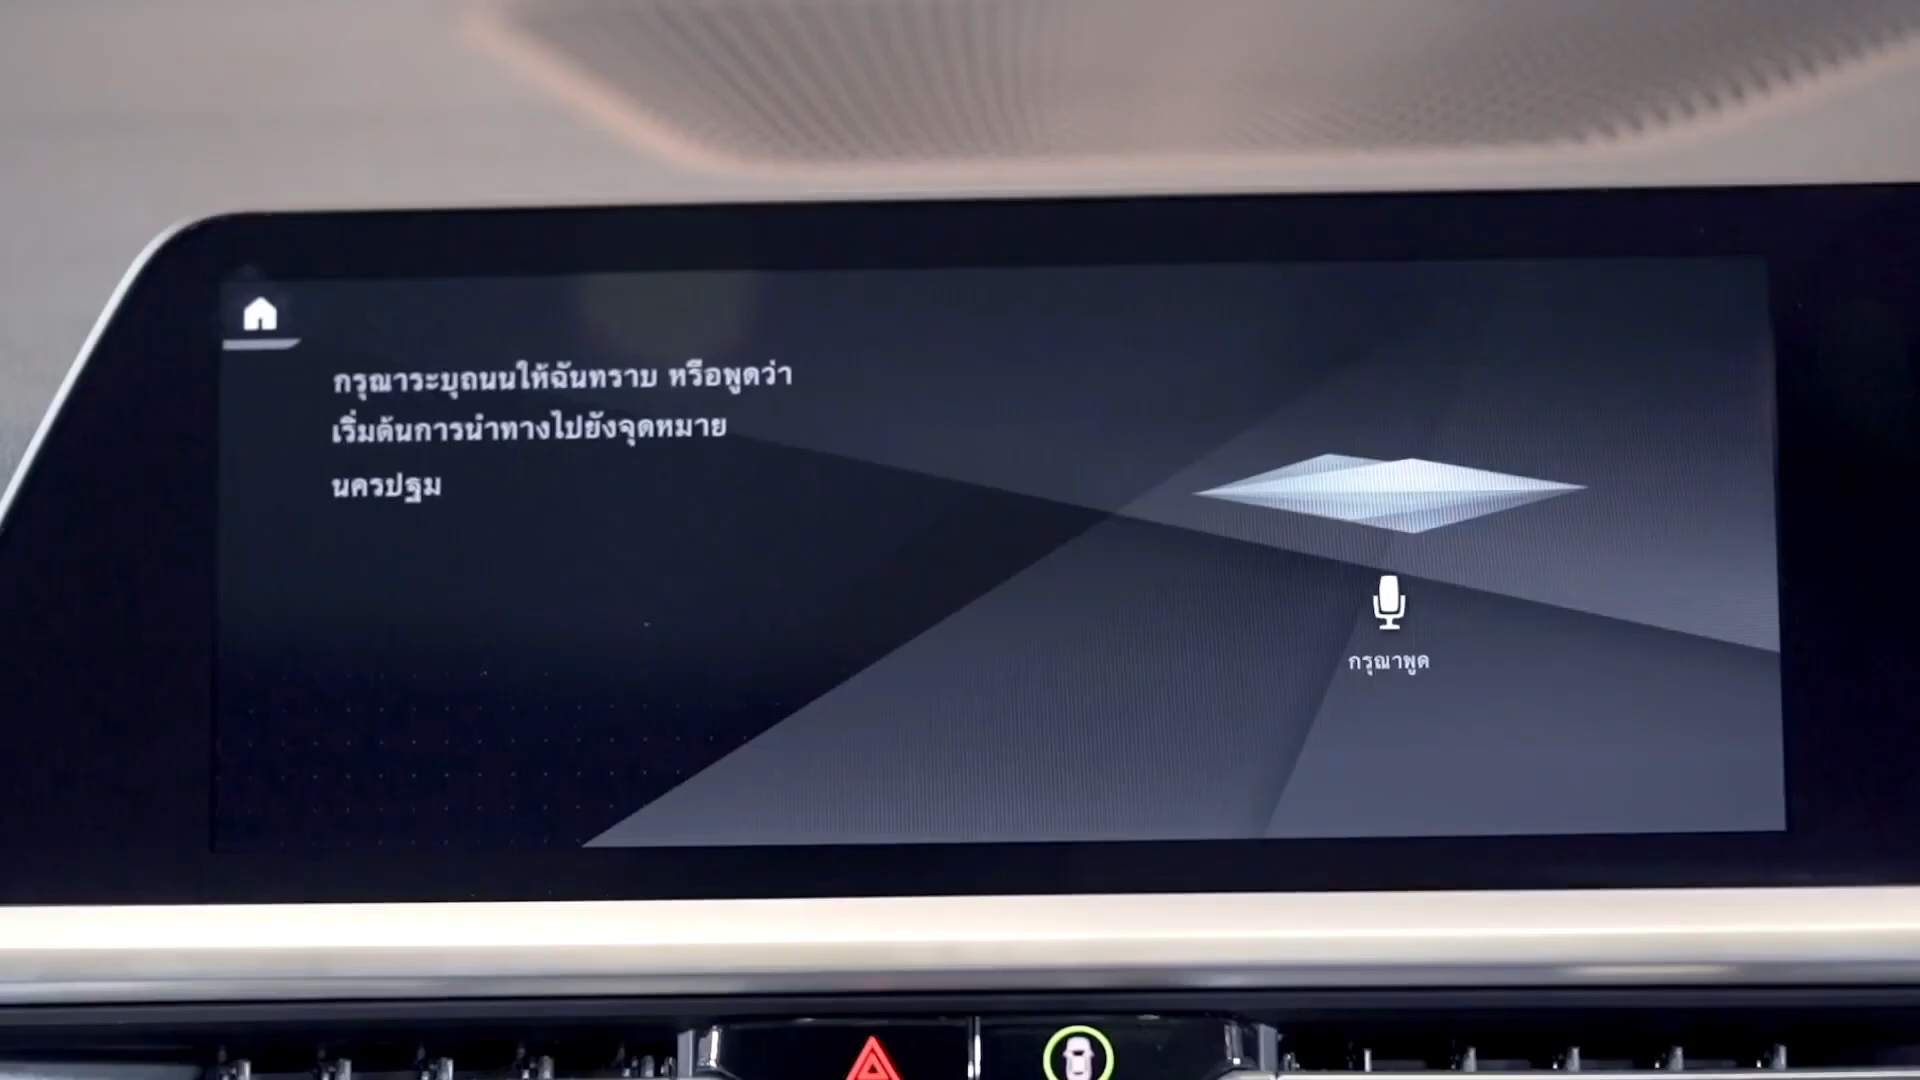 กรุณาระบุถนนให้ฉันทราบ หรือพูดว่า
เริ่มต้นการนำทางไปยังจุดหมาย
นครปฐม
กรุณาพูด